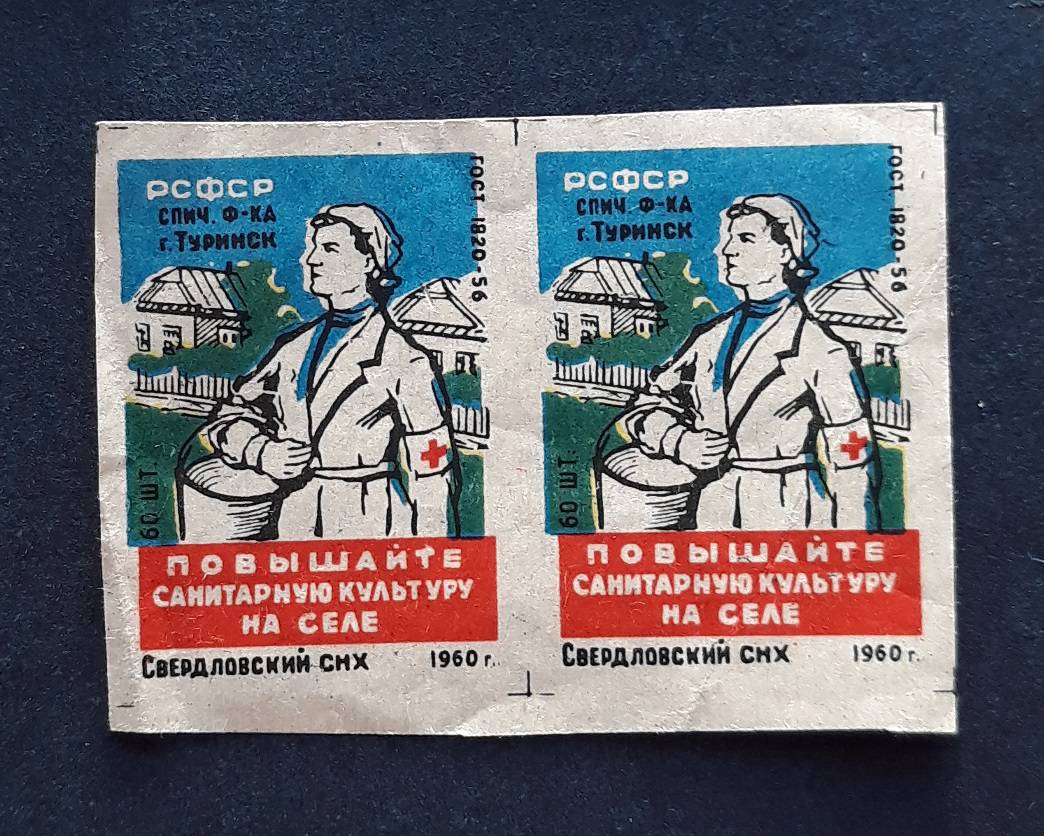 РСФСР
СПИЧ. Ф-КА
г. Туринск
ГОСТ 1820-56
60 ШТ.
ПОВЫШАЙТЕ
САНИТАРНУЮ КУЛЬТУРУ
НА СЕЛЕ
Свердловский СНХ 1960 г.
РСФСР
СПИЧ. Ф-КА
г. Туринск
ГОСТ 1820-56
60 ШТ.
ПОВЫШАЙТЕ
САНИТАРНУЮ КУЛЬТУРУ
НА СЕЛЕ
Свердловский СНХ 1960 г.